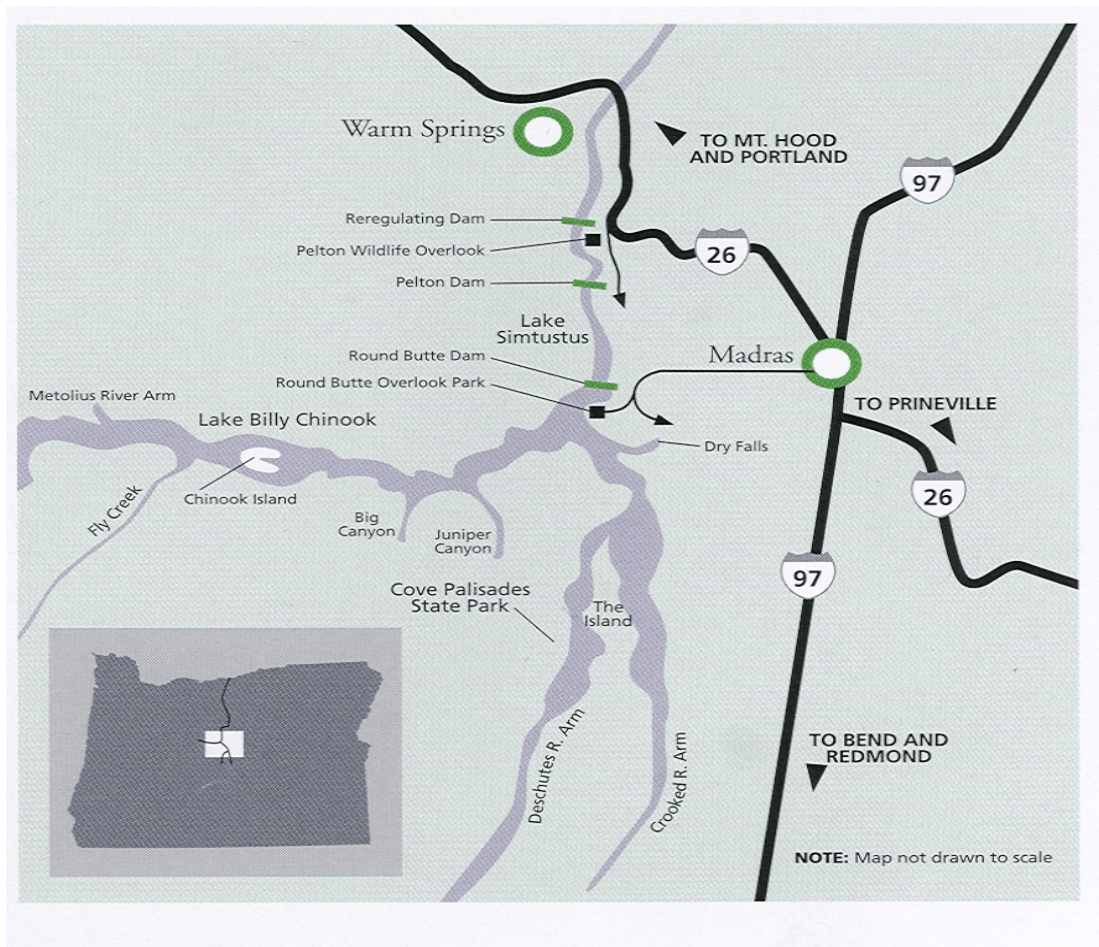 Warm Springs
TO MT. HOOD
AND PORTLAND
97
Reregulating Dam
Pelton Wildlife Overlook
26
Pelton Dam
Lake
Simtustus
Round Butte Dam
Madras
Round Butte Overlook Park
Metolius River Arm
TO PRINEVILLE
Lake Billy Chinook
Dry Falls
Chinook Island
26
Fly Creek
Big
Canyon
Juniper
Canyon
97
Cove Palisades
State Park
The
Island
Deschutes R. Arm
Crooked R. Arm
TO BEND AND
REDMOND
NOTE: Map not drawn to scale